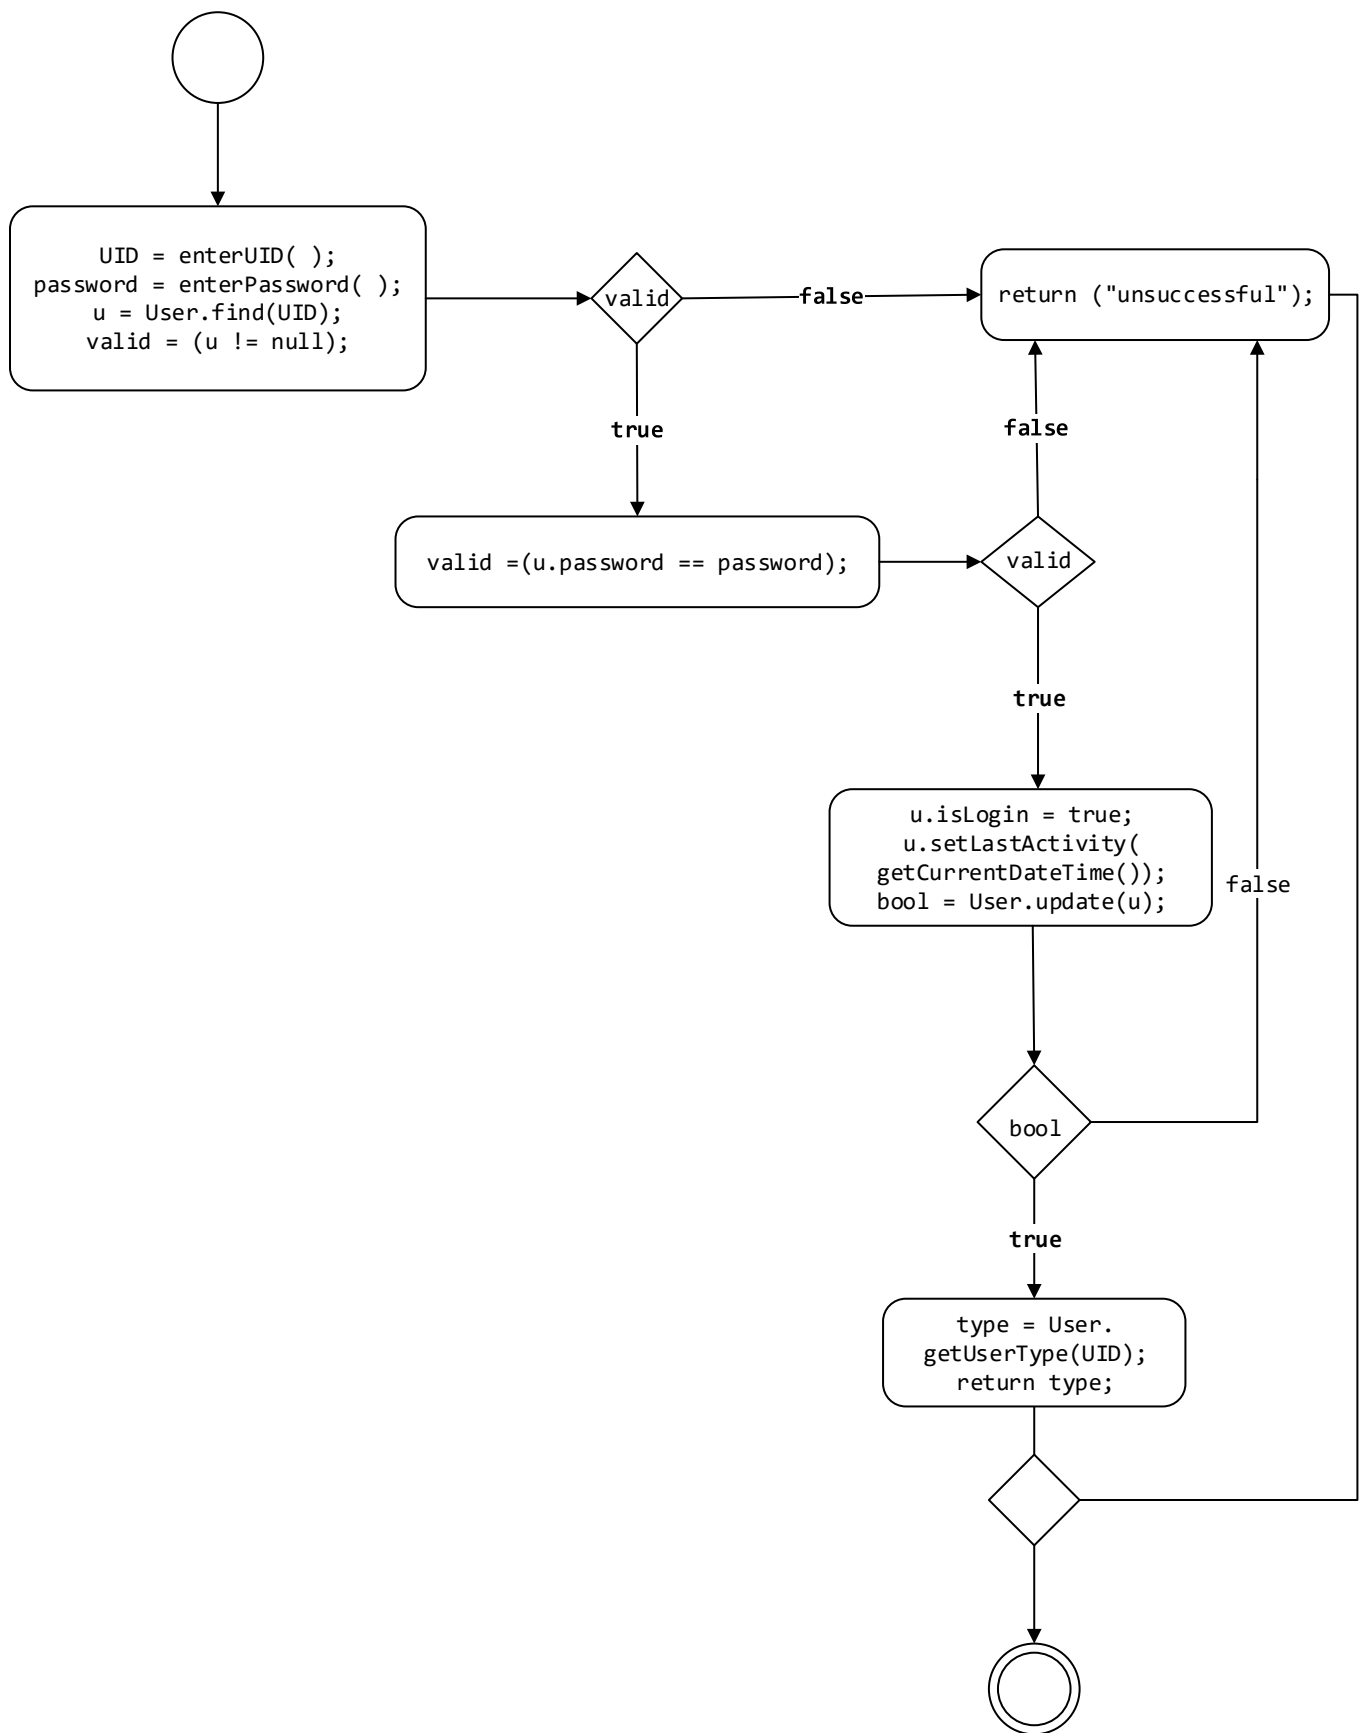 UID = enterUID( );
password = enterPassword( );
u = User.find(UID);
valid = (u != null);
valid
false
return ("unsuccessful");
true
false
valid =(u.password == password);
valid
true
u.isLogin = true;
u.setLastActivity(
getCurrentDateTime());
bool = User.update(u);
false
bool
true
type = User.
getUserType(UID);
return type;